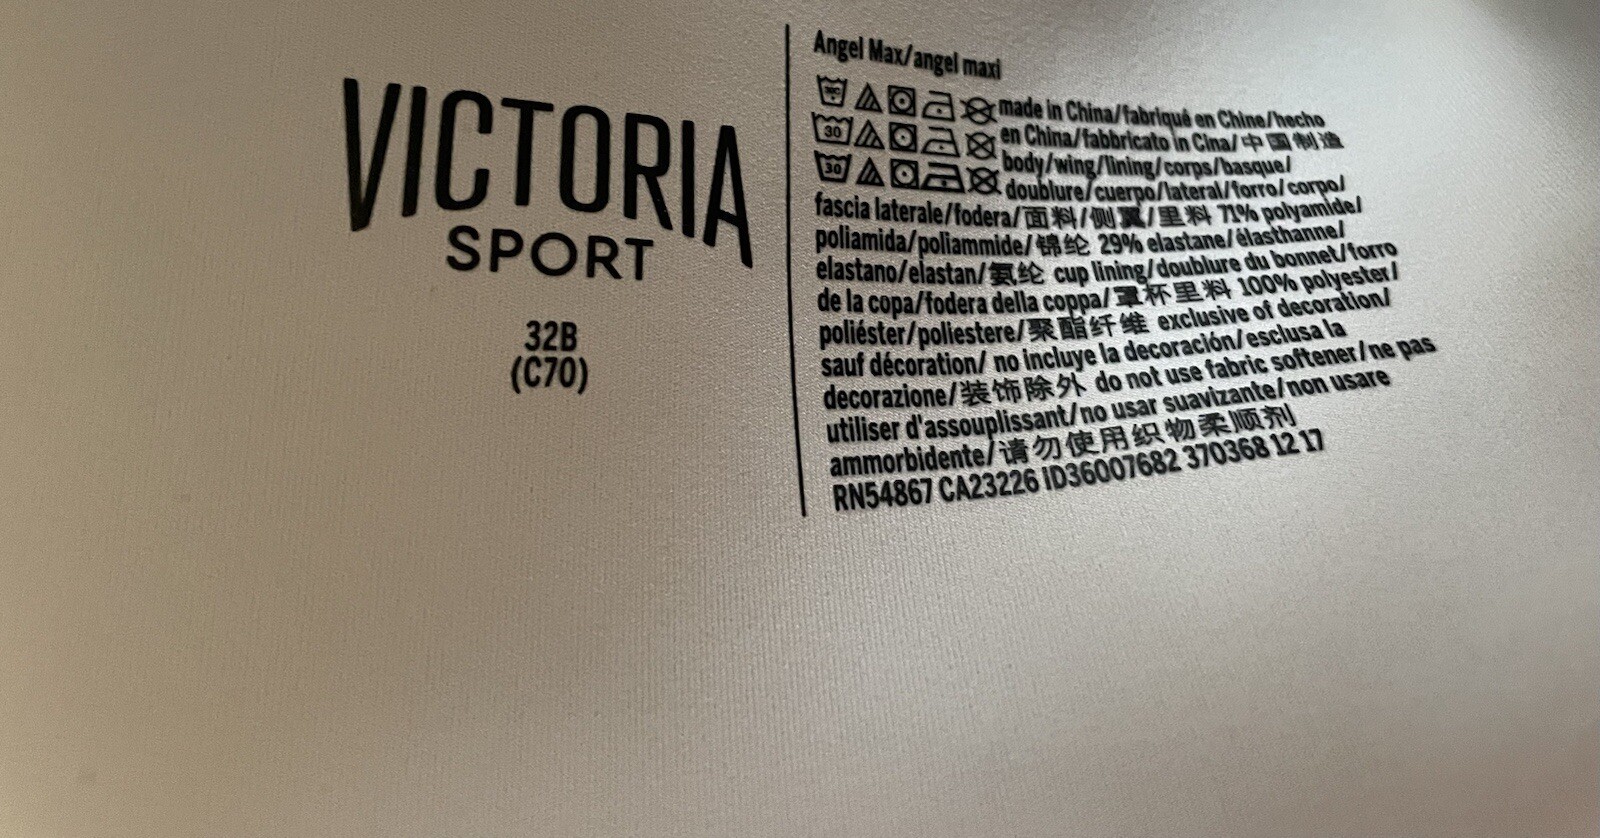 VICTORIA
SPORT
32B
(C70)
Angel Max/angel maxi
made in China/fabriqué en Chine/hecho
30 en China/fabbricato in Cina/中国制造
30 body/wing/lining/corps/basque/
doublure/cuerpo/lateral/forro/corpo/
fascia laterale/fodera/面料/侧翼/里料 71% polyamide/
poliamida/poliammide/锦纶 29% elastane/élasthanne/
elastano/elastan/氨纶 cup lining/doublure du bonnet/forro
de la copa/fodera della coppa/罩杯里料 100% polyester/
poliéster/poliestere/聚酯纤维 exclusive of decoration/
sauf décoration/ no incluye la decoración/esclusa la
decorazione/装饰除外 do not use fabric softener/ne pas
utiliser d'assouplissant/no usar suavizante/non usare
ammorbidente/请勿使用织物柔顺剂
RN54867 CA23226 ID36007682 370368 12 17